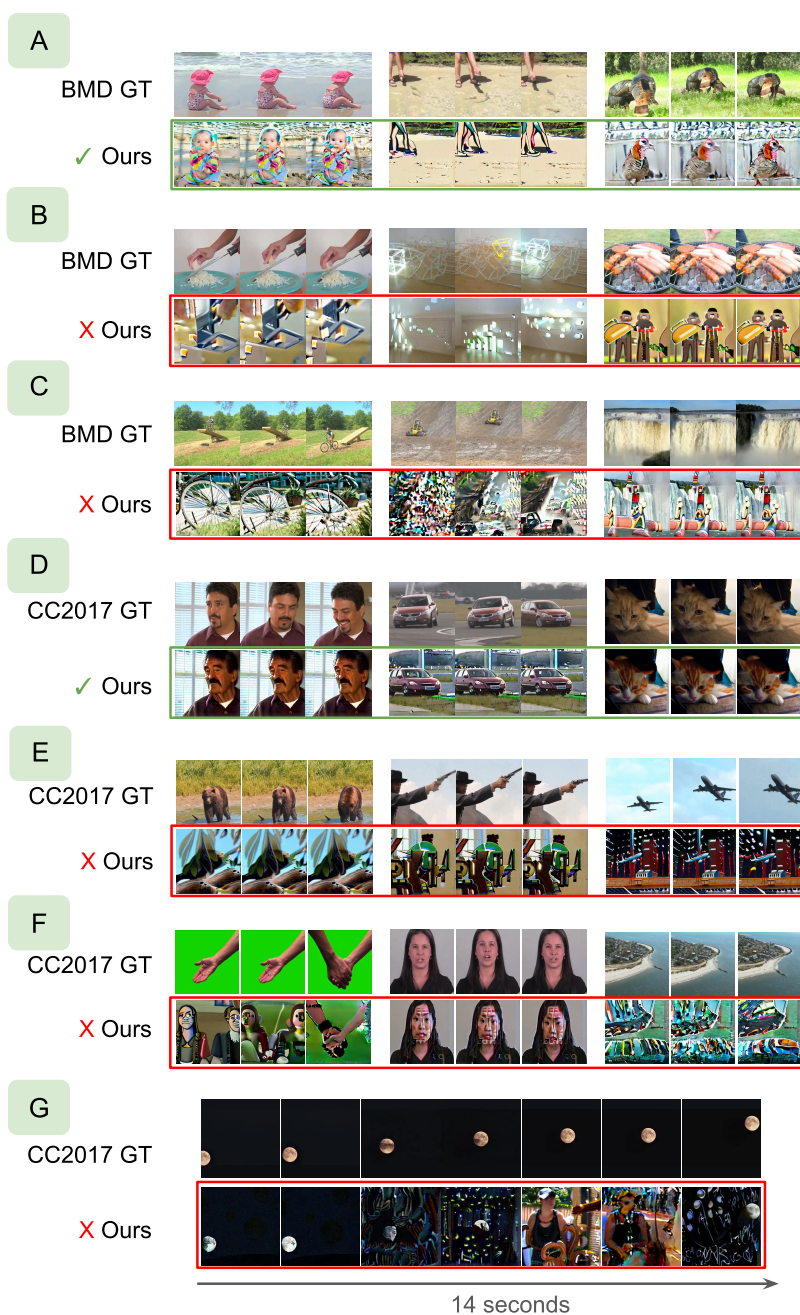 A
BMD GT
✓ Ours
B
BMD GT
X Ours
C
BMD GT
X Ours
D
CC2017 GT
✓ Ours
E
CC2017 GT
X Ours
F
CC2017 GT
X Ours
G
CC2017 GT
X Ours
14 seconds